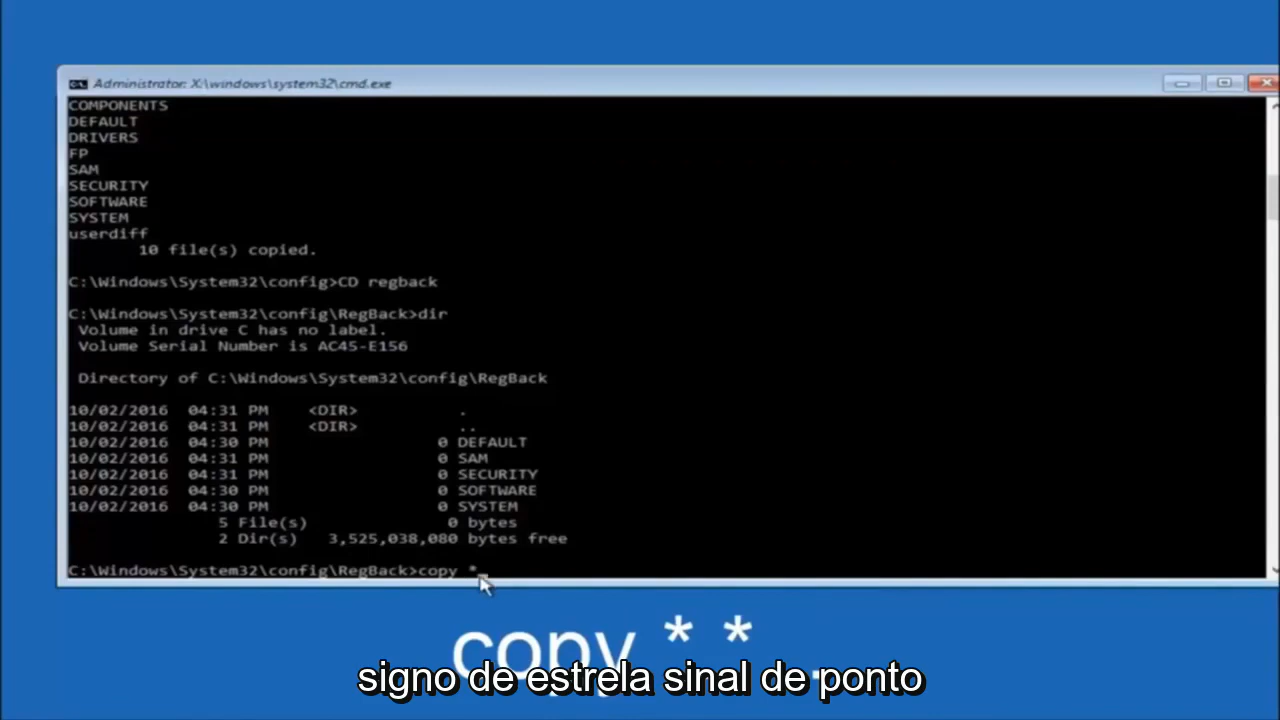 Administrator: X:\windows\system32\cmd.exe
COMPONENTS
DEFAULT
DRIVERS
FP
SAM
SECURITY
SOFTWARE
SYSTEM
userdiff
10 file(s) copied.
C:\Windows\System32\config>CD regback
C:\Windows\System32\config\RegBack>dir
Volume in drive C has no label.
Volume Serial Number is AC45-E156
Directory of C:\Windows\System32\config\RegBack
10/02/2016 04:31 PM <DIR> .
10/02/2016 04:31 PM <DIR> ..
10/02/2016 04:30 PM 0 DEFAULT
10/02/2016 04:31 PM 0 SAM
10/02/2016 04:31 PM 0 SECURITY
10/02/2016 04:30 PM 0 SOFTWARE
10/02/2016 04:30 PM 0 SYSTEM
5 File(s) 0 bytes
2 Dir(s) 3,525,038,080 bytes free
C:\Windows\System32\config\RegBack>copy *_
copy * *
signo de estrela sinal de ponto